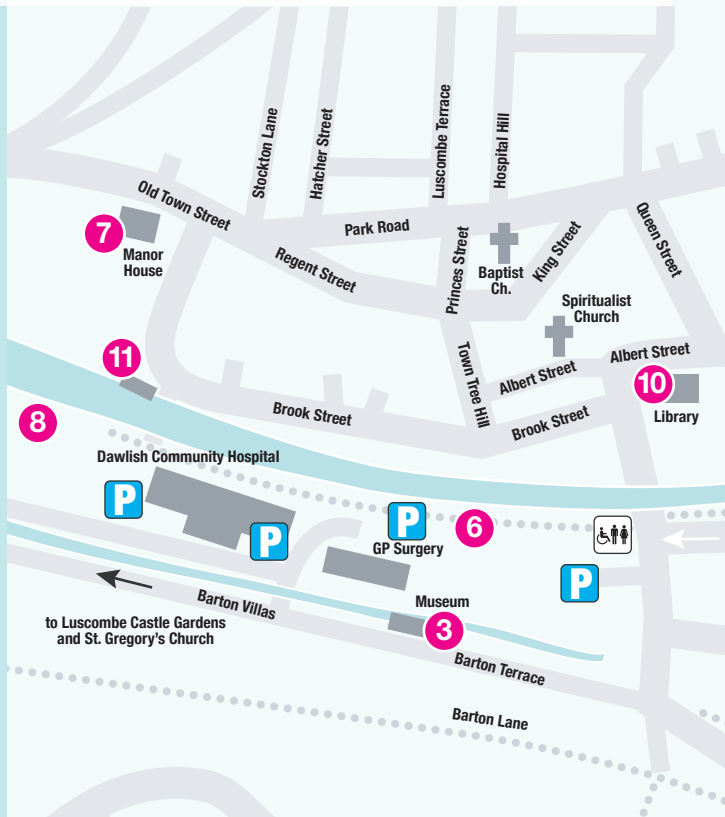 Stockton Lane
Hatcher Street
Luscombe Terrace
Hospital Hill
Old Town Street
Park Road
Queen Street
7
Manor
House
Regent Street
Princes Street
Baptist
Ch.
King Street
Spiritualist
Church
11
Town Tree Hill
Albert Street
Albert Street
10
Library
8
Brook Street
Brook Street
Dawlish Community Hospital
P
P
P
6
GP Surgery
P
Museum
3
Barton Villas
to Luscombe Castle Gardens
and St. Gregory's Church
Barton Terrace
Barton Lane